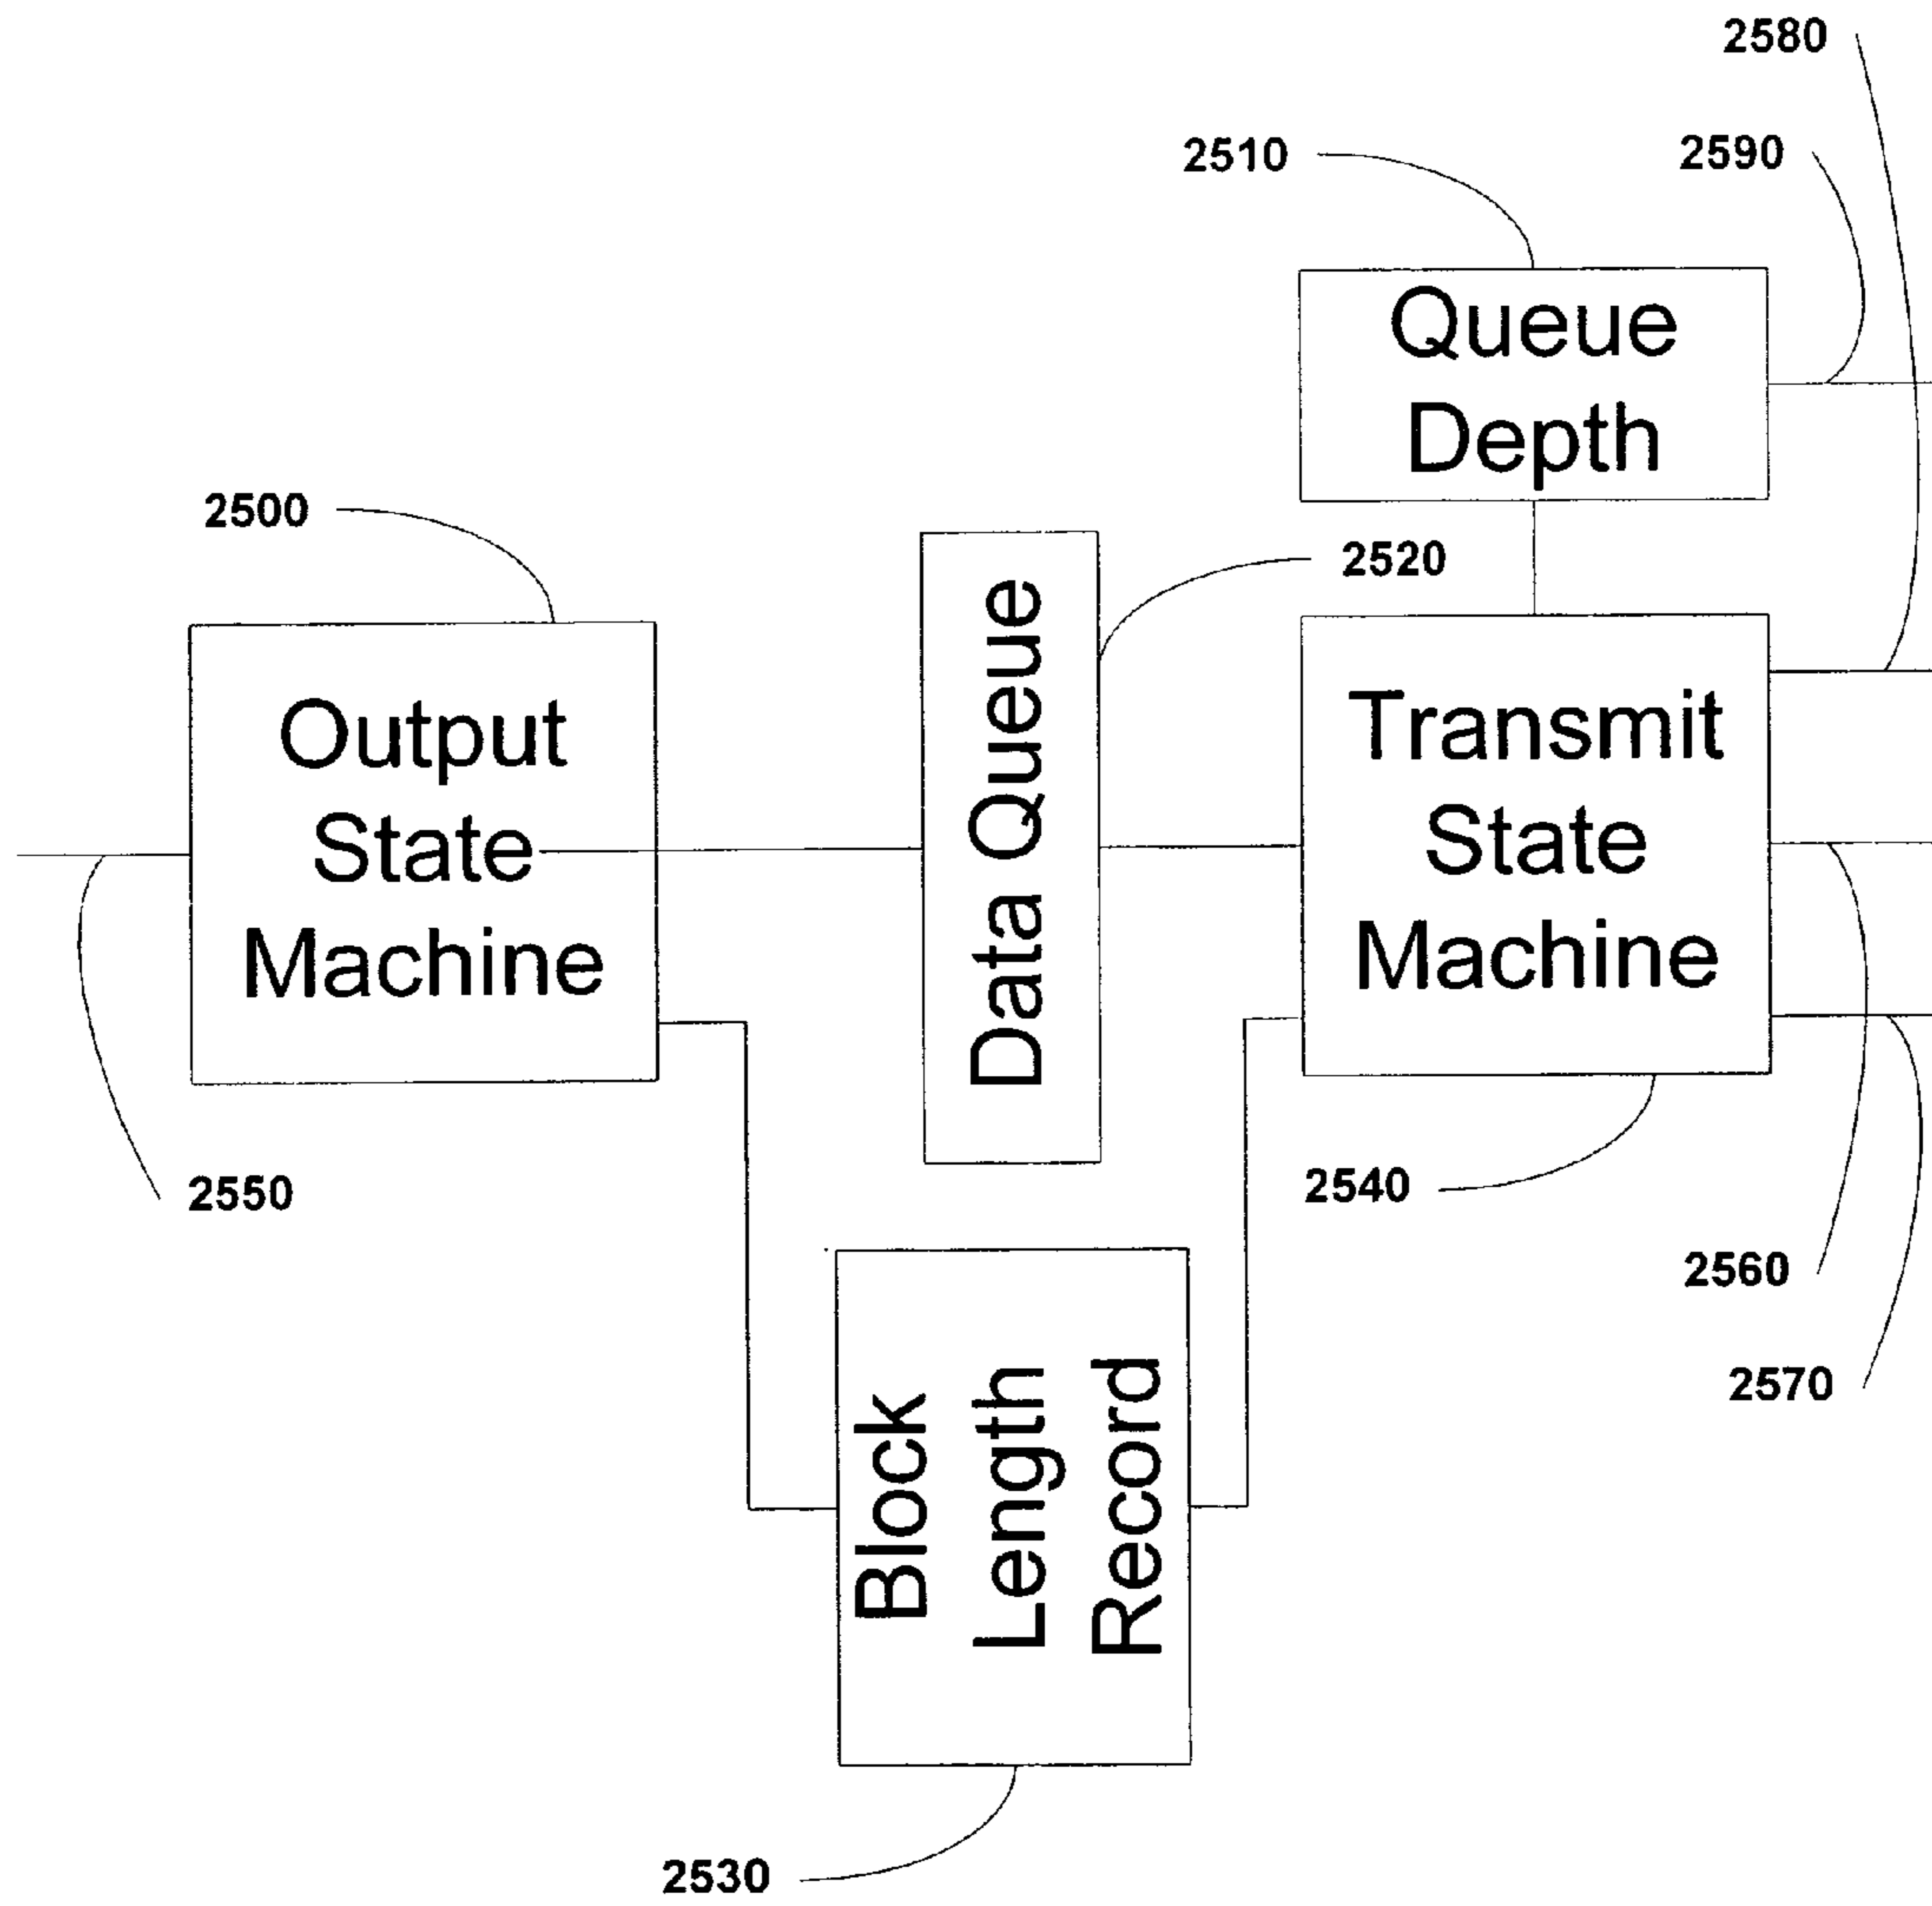 2580
2590
2510
Queue
Depth
2500
2520
Output
State
Machine
Data Queue
Transmit
State
Machine
2550
2540
2560
2570
Block
Length
Record
2530